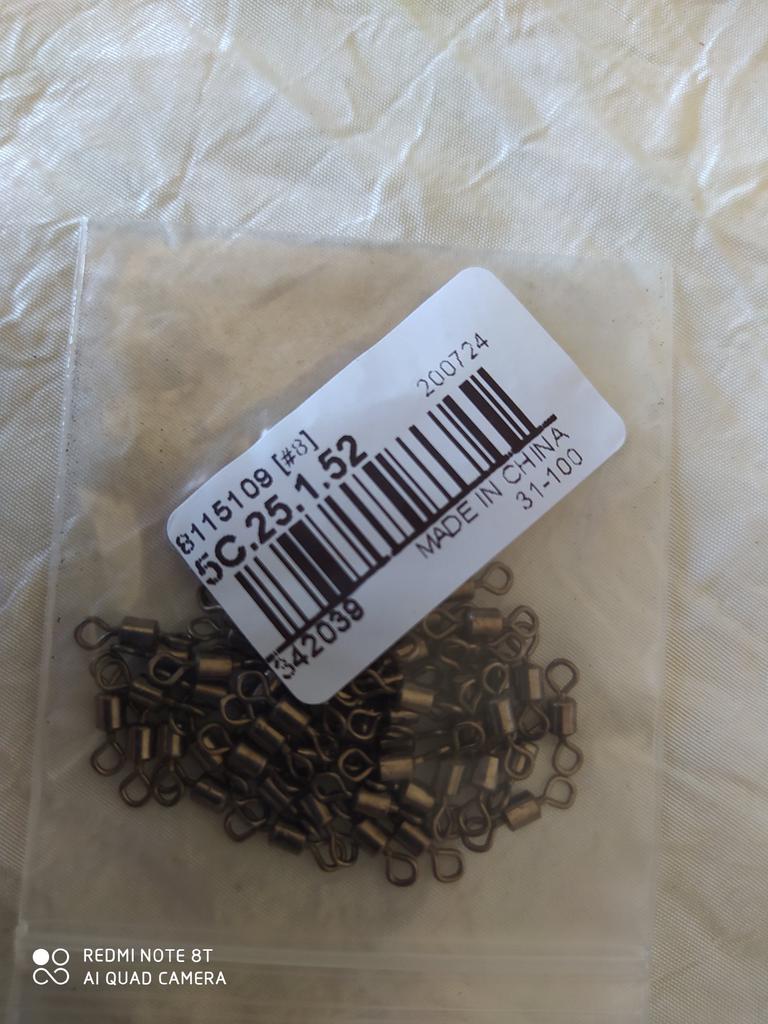 200724
8115109 [#8]
5C.25.1.52
MADE IN CHINA
342039
31-100
REDMI NOTE 8T
AI QUAD CAMERA